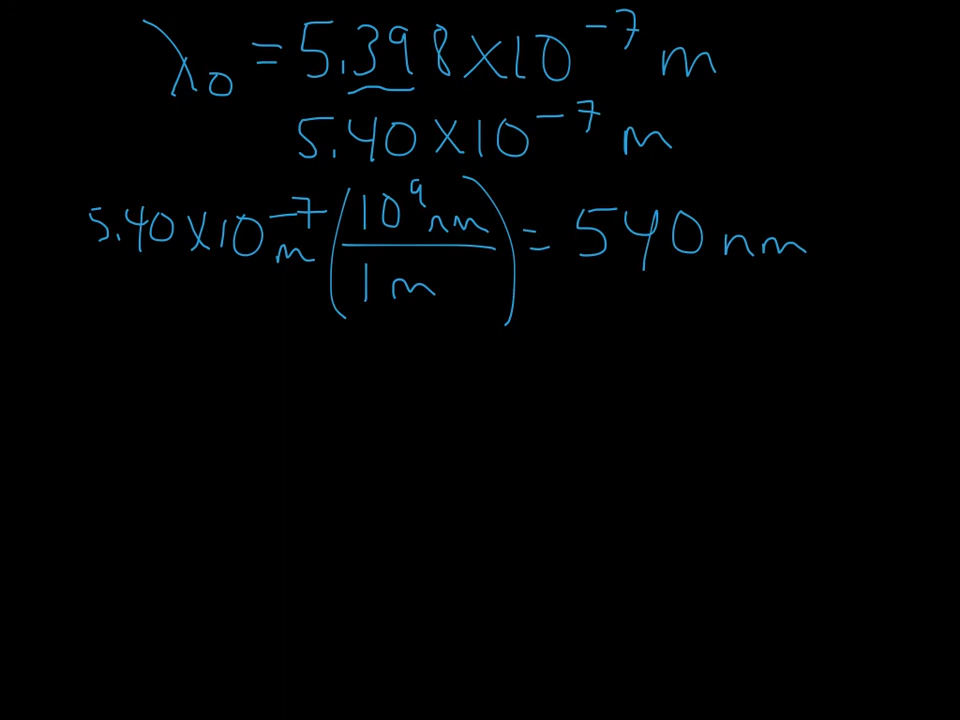 λ₀ = 5.398×10⁻⁷ m
5.40×10⁻⁷ m
5.40×10⁻⁷ m (10⁹ nm / 1 m) = 540 nm